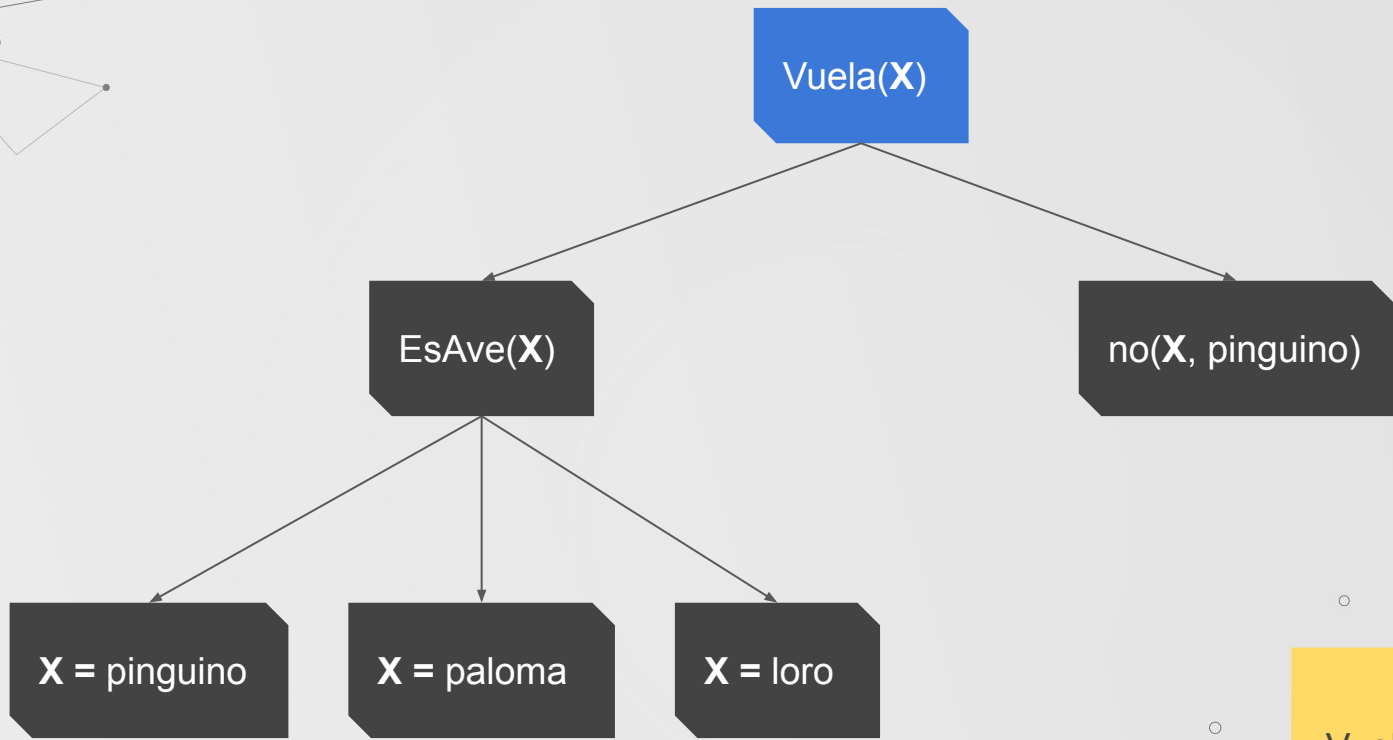 Vuela(X)
EsAve(X)
no(X, pinguino)
X = pinguino
X = paloma
X = loro